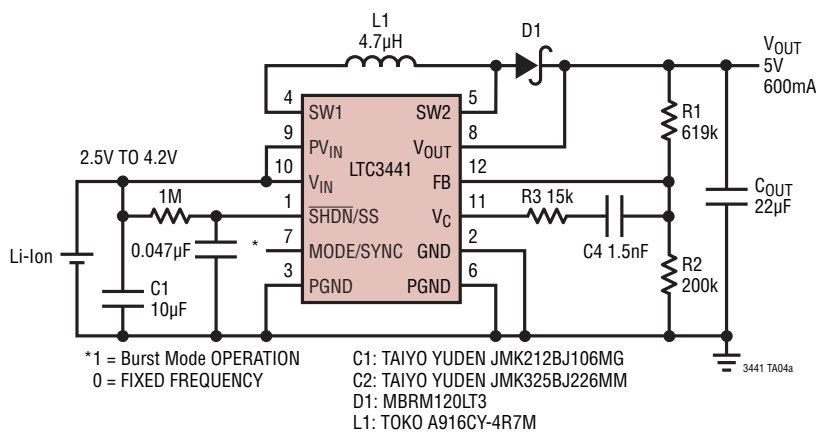 L1
4.7µH
D1
VOUT
5V
600mA
4
SW1
SW2
5
9
PVIN
VOUT
8
R1
619k
2.5V TO 4.2V
10
VIN
LTC3441
FB
12
1M
1
SHDN/SS
VC
11
R3 15k
COUT
22µF
Li-Ion
0.047µF
*
7
MODE/SYNC
GND
2
C4 1.5nF
3
PGND
PGND
6
R2
200k
C1
10µF
*1 = Burst Mode OPERATION
0 = FIXED FREQUENCY
C1: TAIYO YUDEN JMK212BJ106MG
C2: TAIYO YUDEN JMK325BJ226MM
D1: MBRM120LT3
L1: TOKO A916CY-4R7M
3441 TA04a